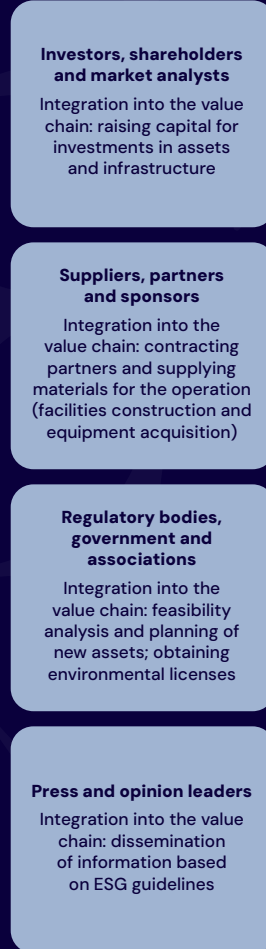 Investors, shareholders
and market analysts
Integration into the value
chain: raising capital for
investments in assets
and infrastructure
Suppliers, partners
and sponsors
Integration into the
value chain: contracting
partners and supplying
materials for the operation
(facilities construction and
equipment acquisition)
Regulatory bodies,
government and
associations
Integration into the
value chain: feasibility
analysis and planning of
new assets; obtaining
environmental licenses
Press and opinion leaders
Integration into the value
chain: dissemination
of information based
on ESG guidelines